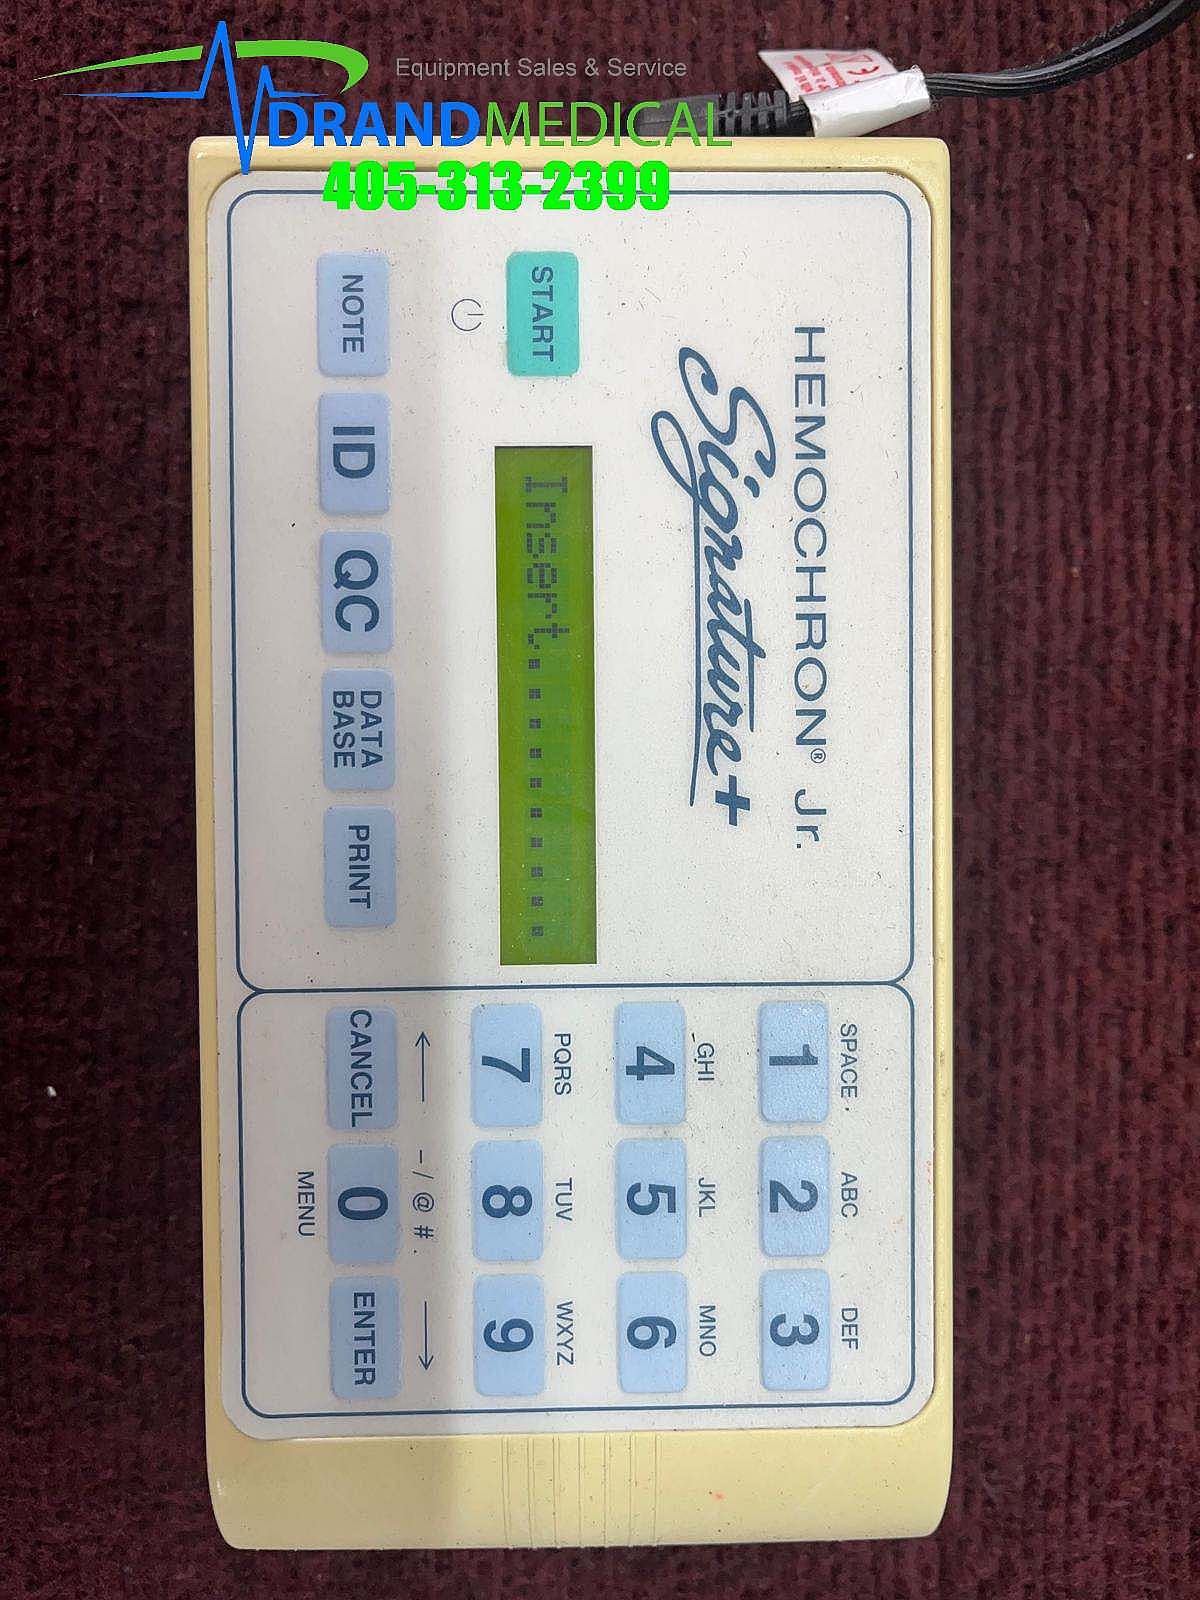 Equipment Sales & Service
DRANDMEDICAL
405-313-2399
HEMOCHRON® Jr.
Signature+
START
Insert..........
NOTE
ID
QC
DATA BASE
PRINT
SPACE ABC DEF
1 2 3
GHI JKL MNO
4 5 6
PQRS TUV WXYZ
7 8 9
← - / @ # . →
CANCEL 0 ENTER
MENU